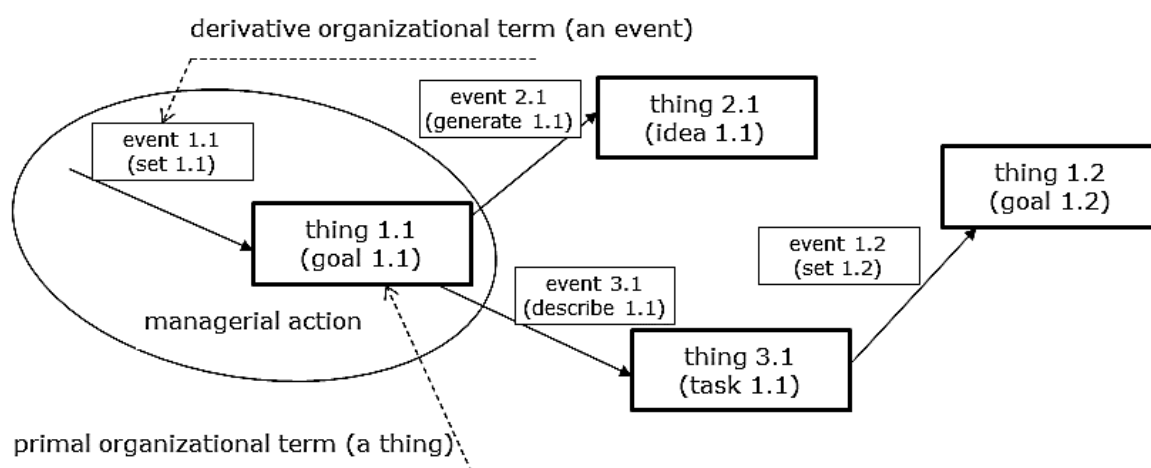 derivative organizational term (an event)
event 1.1
(set 1.1)
event 2.1
(generate 1.1)
thing 2.1
(idea 1.1)
thing 1.2
(goal 1.2)
thing 1.1
(goal 1.1)
event 1.2
(set 1.2)
event 3.1
(describe 1.1)
managerial action
thing 3.1
(task 1.1)
primal organizational term (a thing)